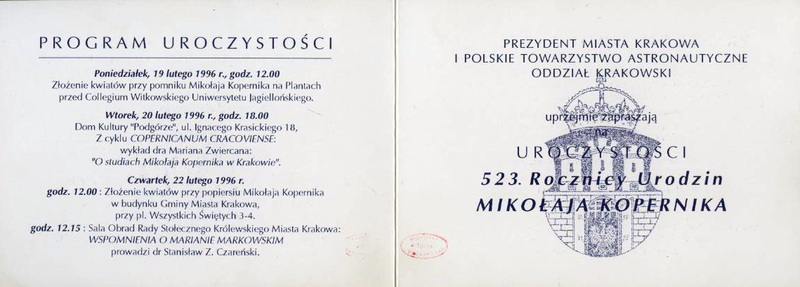 PROGRAM UROCZYSTOŚCI
Poniedziałek, 19 lutego 1996 r., godz. 12.00
Złożenie kwiatów przy pomniku Mikołaja Kopernika na Plantach
przed Collegium Witkowskiego Uniwersytetu Jagiellońskiego.
Wtorek, 20 lutego 1996 r., godz. 18.00
Dom Kultury "Podgórze", ul. Ignacego Krasickiego 18,
Z cyklu COPERNICANUM CRACOVIENSE:
wykład dra Mariana Zwiercana:
"O studiach Mikołaja Kopernika w Krakowie".
Czwartek, 22 lutego 1996 r.
godz. 12.00 : Złożenie kwiatów przy popiersiu Mikołaja Kopernika
w budynku Gminy Miasta Krakowa,
przy pl. Wszystkich Świętych 3-4.
godz. 12.15 : Sala Obrad Rady Stołecznego Królewskiego Miasta Krakowa:
WSPOMNIENIA O MARIANIE MARKOWSKIM
prowadzi dr Stanisław Z. Czareński.
PREZYDENT MIASTA KRAKOWA
I POLSKIE TOWARZYSTWO ASTRONAUTYCZNE
ODDZIAŁ KRAKOWSKI
uprzejmie zapraszają
na
UROCZYSTOŚCI
523. Rocznicy Urodzin
MIKOŁAJA KOPERNIKA